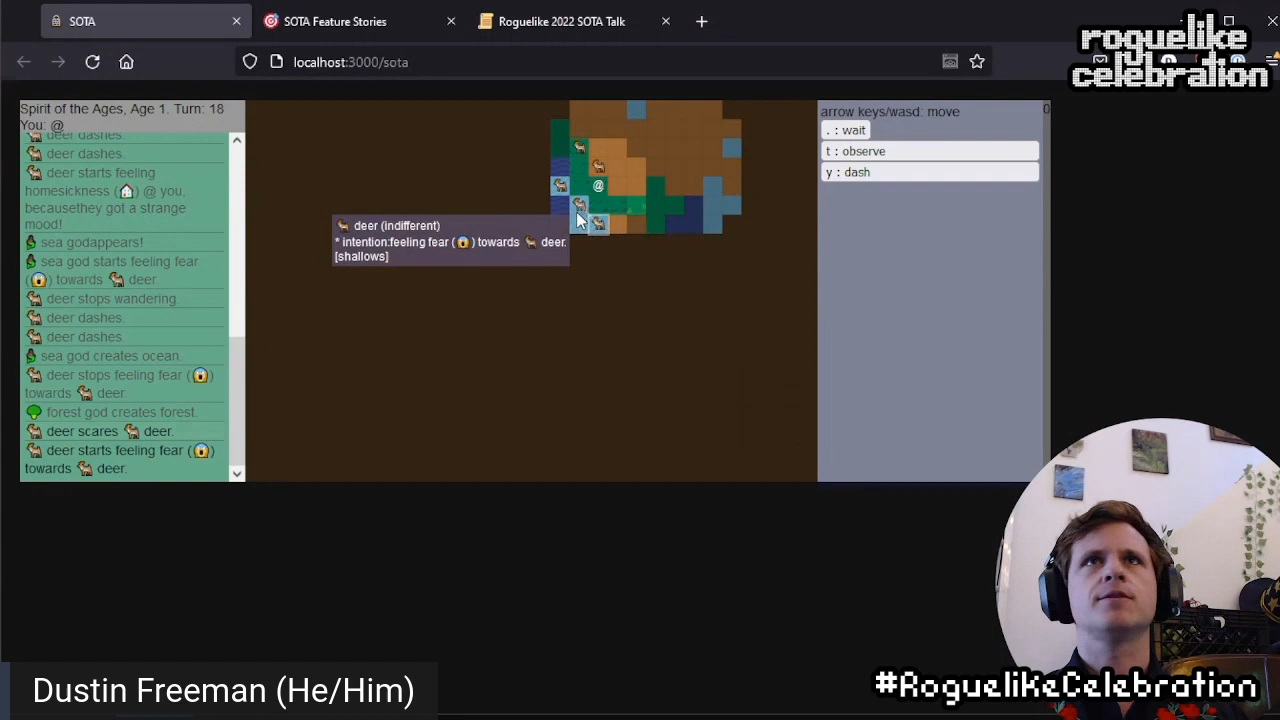 SOTA
SOTA Feature Stories
Roguelike 2022 SOTA Talk
localhost:3000/sota
roguelike
celebration
Spirit of the Ages, Age 1. Turn: 18
You: @
deer dashes.
deer dashes.
deer starts feeling
homesickness () @ you,
becausethey got a strange
mood!
sea godappears!
sea god starts feeling fear
() towards deer.
deer stops wandering
deer dashes.
deer dashes.
sea god creates ocean.
deer stops feeling fear ()
towards deer.
forest god creates forest.
deer scares deer.
deer starts feeling fear ()
towards deer.
@
deer (indifferent)
* intention:feeling fear () towards deer.
[shallows]
arrow keys/wasd: move
0
. : wait
t : observe
y : dash
Dustin Freeman (He/Him)
#RoguelikeCelebration